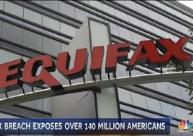 EQUIFAX
X BREACH EXPOSES OVER 140 MILLION AMERICANS